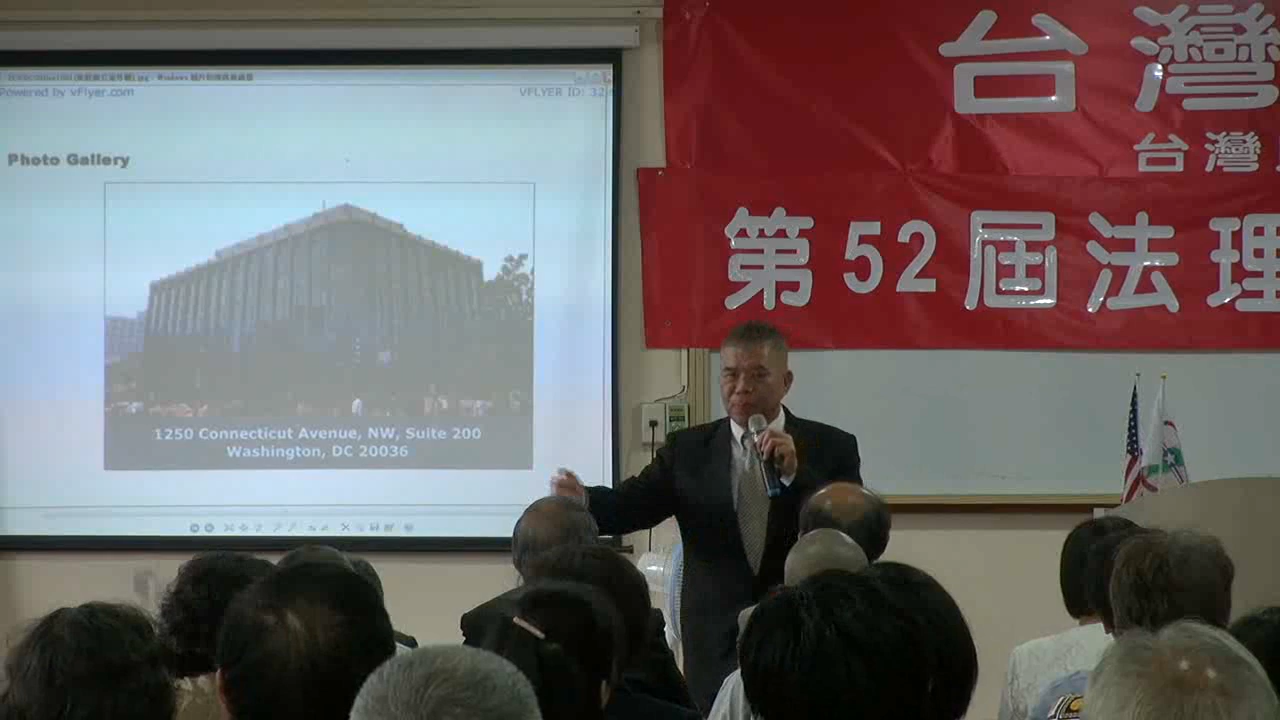 Powered by vFlyer.com
VFLYER ID: 32
Photo Gallery
1250 Connecticut Avenue, NW, Suite 200
Washington, DC 20036
台灣
台灣
第52屆法理